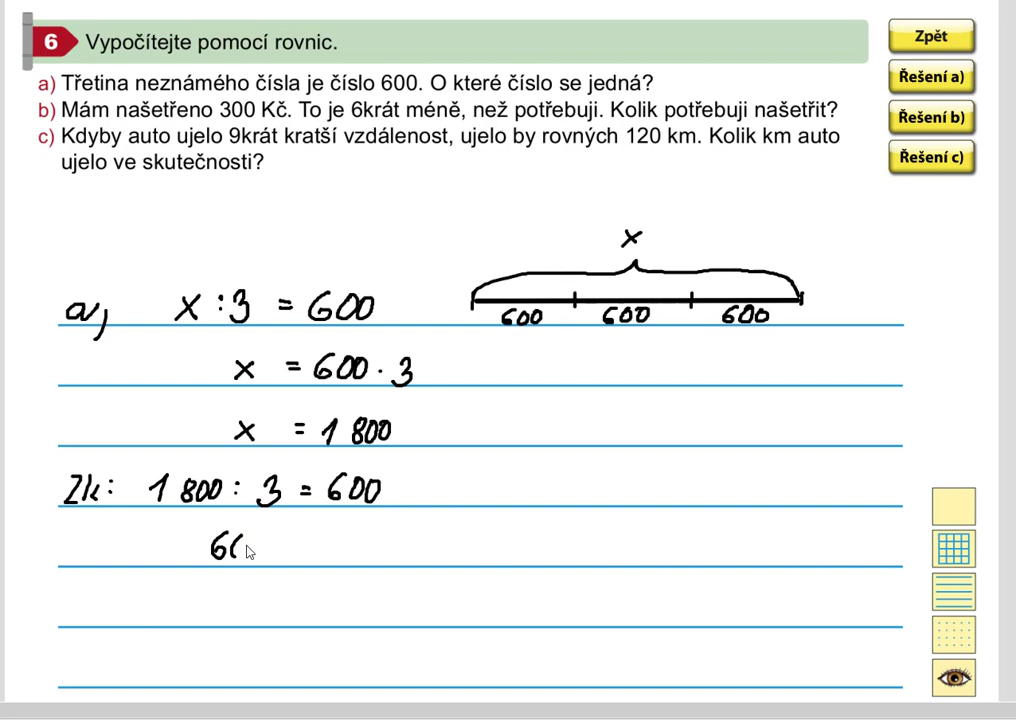 6 Vypočítejte pomocí rovnic.
Zpět
a) Třetina neznámého čísla je číslo 600. O které číslo se jedná?
Řešení a)
b) Mám našetřeno 300 Kč. To je 6krát méně, než potřebuji. Kolik potřebuji našetřit?
Řešení b)
c) Kdyby auto ujelo 9krát kratší vzdálenost, ujelo by rovných 120 km. Kolik km auto
ujelo ve skutečnosti?
Řešení c)
x
a) x : 3 = 600
600 600 600
x = 600 · 3
x = 1 800
Zk: 1 800 : 3 = 600
6(